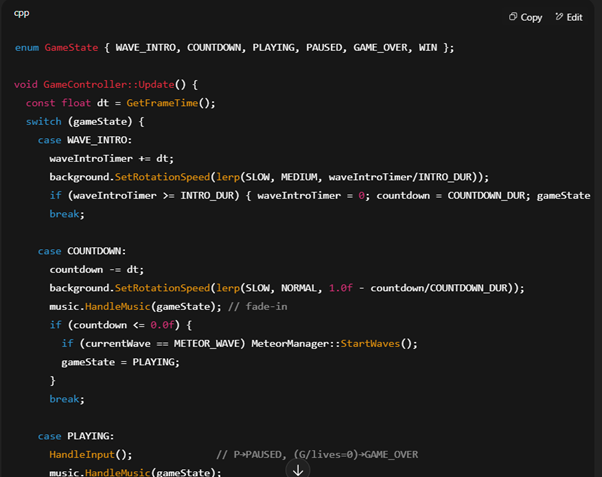 cpp
Copy Edit
enum GameState { WAVE_INTRO, COUNTDOWN, PLAYING, PAUSED, GAME_OVER, WIN };
void GameController::Update() {
const float dt = GetFrameTime();
switch (gameState) {
case WAVE_INTRO:
waveIntroTimer += dt;
background.SetRotationSpeed(lerp(SLOW, MEDIUM, waveIntroTimer/INTRO_DUR));
if (waveIntroTimer >= INTRO_DUR) { waveIntroTimer = 0; countdown = COUNTDOWN_DUR; gameState
break;
case COUNTDOWN:
countdown -= dt;
background.SetRotationSpeed(lerp(SLOW, NORMAL, 1.0f - countdown/COUNTDOWN_DUR));
music.HandleMusic(gameState); // fade-in
if (countdown <= 0.0f) {
if (currentWave == METEOR_WAVE) MeteorManager::StartWaves();
gameState = PLAYING;
}
break;
case PLAYING:
HandleInput(); // P→PAUSED, (G/lives=0)→GAME_OVER
music.HandleMusic(gameState);